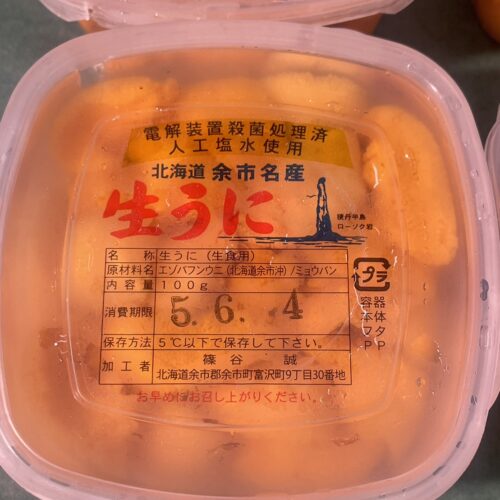 電解装置殺菌処理済
人工塩水使用
北海道 余市名産
生うに
積丹半島
ローソク岩
名 称 生うに（生食用）
原材料名 エゾバフンウニ（北海道余市沖）/ミョウバン
内 容 量 100g
消費期限 5. 6. 4
保存方法 5℃以下で保存して下さい。
加 工 者 篠谷 誠
北海道余市郡余市町富沢町9丁目30番地
お早めにお召し上がりください。
プラ
容器
本体
フタ
PP